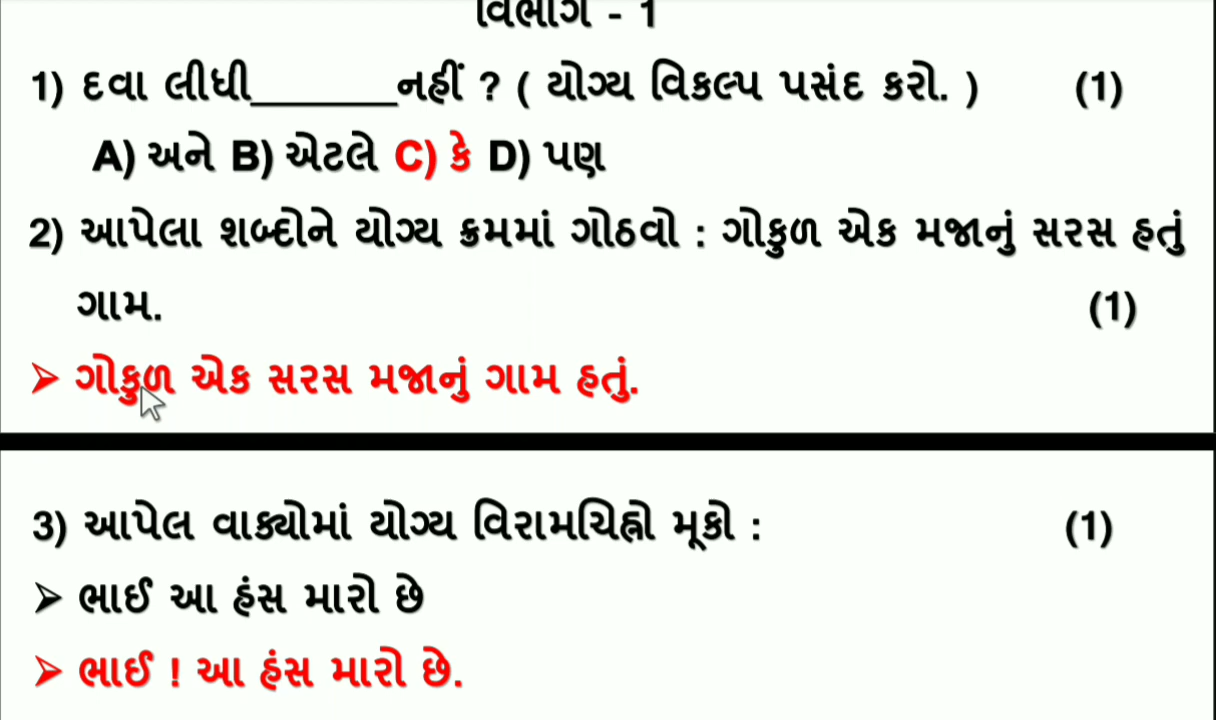 વિભાગ - 1
1) દવા લીધી______નહીં ? ( યોગ્ય વિકલ્પ પસંદ કરો. ) (1)
A) અને B) એટલે C) કે D) પણ
2) આપેલા શબ્દોને યોગ્ય ક્રમમાં ગોઠવો : ગોકુળ એક મજાનું સરસ હતું
ગામ. (1)
➢ ગોકુળ એક સરસ મજાનું ગામ હતું.
3) આપેલ વાક્યોમાં યોગ્ય વિરામચિહ્નો મૂકો : (1)
➢ ભાઈ આ હંસ મારો છે
➢ ભાઈ ! આ હંસ મારો છે.